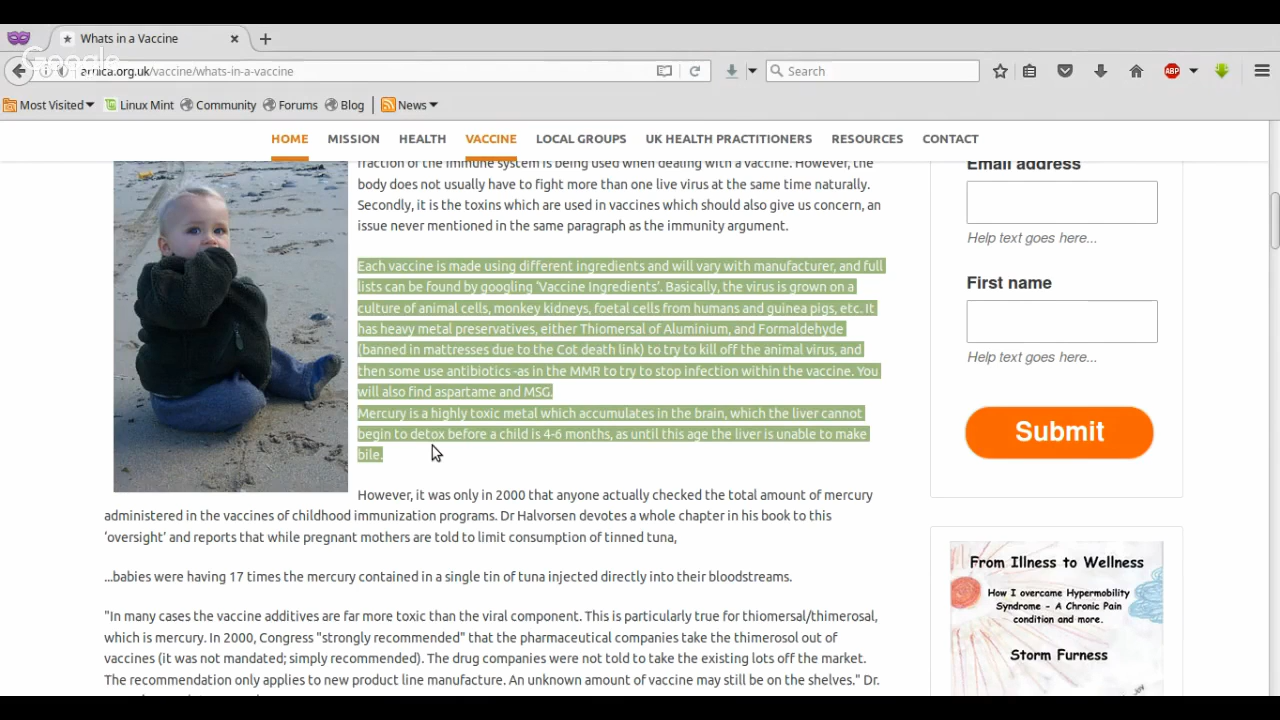 Whats in a Vaccine
Google
arnica.org.uk/vaccine/whats-in-a-vaccine
Search
ABP
Most Visited
Linux Mint
Community
Forums
Blog
News
HOME
MISSION
HEALTH
VACCINE
LOCAL GROUPS
UK HEALTH PRACTITIONERS
RESOURCES
CONTACT
fraction of the immune system is being used when dealing with a vaccine. However, the
body does not usually have to fight more than one live virus at the same time naturally.
Secondly, it is the toxins which are used in vaccines which should also give us concern, an
issue never mentioned in the same paragraph as the immunity argument.
Each vaccine is made using different ingredients and will vary with manufacturer, and full
lists can be found by googling ‘Vaccine Ingredients’. Basically, the virus is grown on a
culture of animal cells, monkey kidneys, foetal cells from humans and guinea pigs, etc. It
has heavy metal preservatives, either Thiomersal of Aluminium, and Formaldehyde
(banned in mattresses due to the Cot death link) to try to kill off the animal virus, and
then some use antibiotics -as in the MMR to try to stop infection within the vaccine. You
will also find aspartame and MSG.
Mercury is a highly toxic metal which accumulates in the brain, which the liver cannot
begin to detox before a child is 4-6 months, as until this age the liver is unable to make
bile.
However, it was only in 2000 that anyone actually checked the total amount of mercury
administered in the vaccines of childhood immunization programs. Dr Halvorsen devotes a whole chapter in his book to this
‘oversight’ and reports that while pregnant mothers are told to limit consumption of tinned tuna,
...babies were having 17 times the mercury contained in a single tin of tuna injected directly into their bloodstreams.
"In many cases the vaccine additives are far more toxic than the viral component. This is particularly true for thiomersal/thimerosal,
which is mercury. In 2000, Congress "strongly recommended" that the pharmaceutical companies take the thimerosol out of
vaccines (it was not mandated; simply recommended). The drug companies were not told to take the existing lots off the market.
The recommendation only applies to new product line manufacture. An unknown amount of vaccine may still be on the shelves." Dr.
Email address
Help text goes here...
First name
Help text goes here...
Submit
From Illness to Wellness
How I overcame Hypermobility
Syndrome - A Chronic Pain
condition and more.
Storm Furness